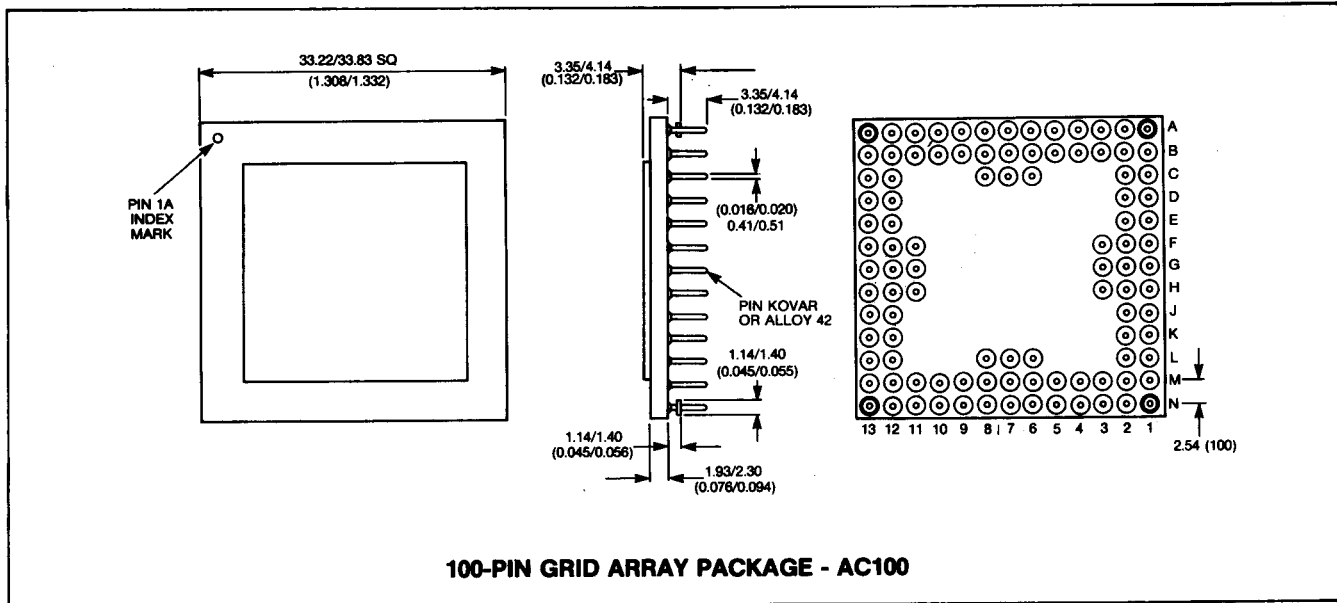 33.22/33.83 SQ
(1.308/1.332)
PIN 1A
INDEX
MARK
3.35/4.14
(0.132/0.183)
3.35/4.14
(0.132/0.183)
(0.016/0.020)
0.41/0.51
PIN KOVAR
OR ALLOY 42
1.14/1.40
(0.045/0.055)
1.14/1.40
(0.045/0.056)
1.93/2.30
(0.076/0.094)
A
B
C
D
E
F
G
H
J
K
L
M
N
13 12 11 10 9 8 7 6 5 4 3 2 1
2.54 (100)
100-PIN GRID ARRAY PACKAGE - AC100